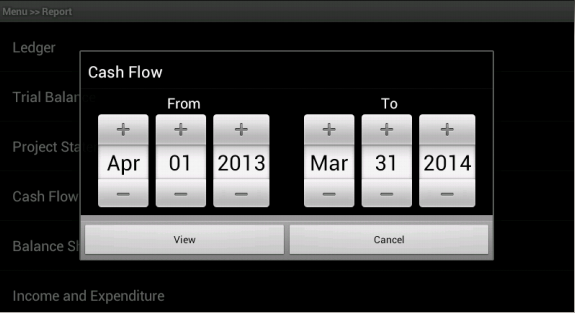 Menu >> Report
Ledger
Cash Flow
Trial Balan
From To
+ + + + + +
Project Sta
Apr 01 2013 Mar 31 2014
- - - - - -
Cash Flow
View Cancel
Balance Sh
Income and Expenditure